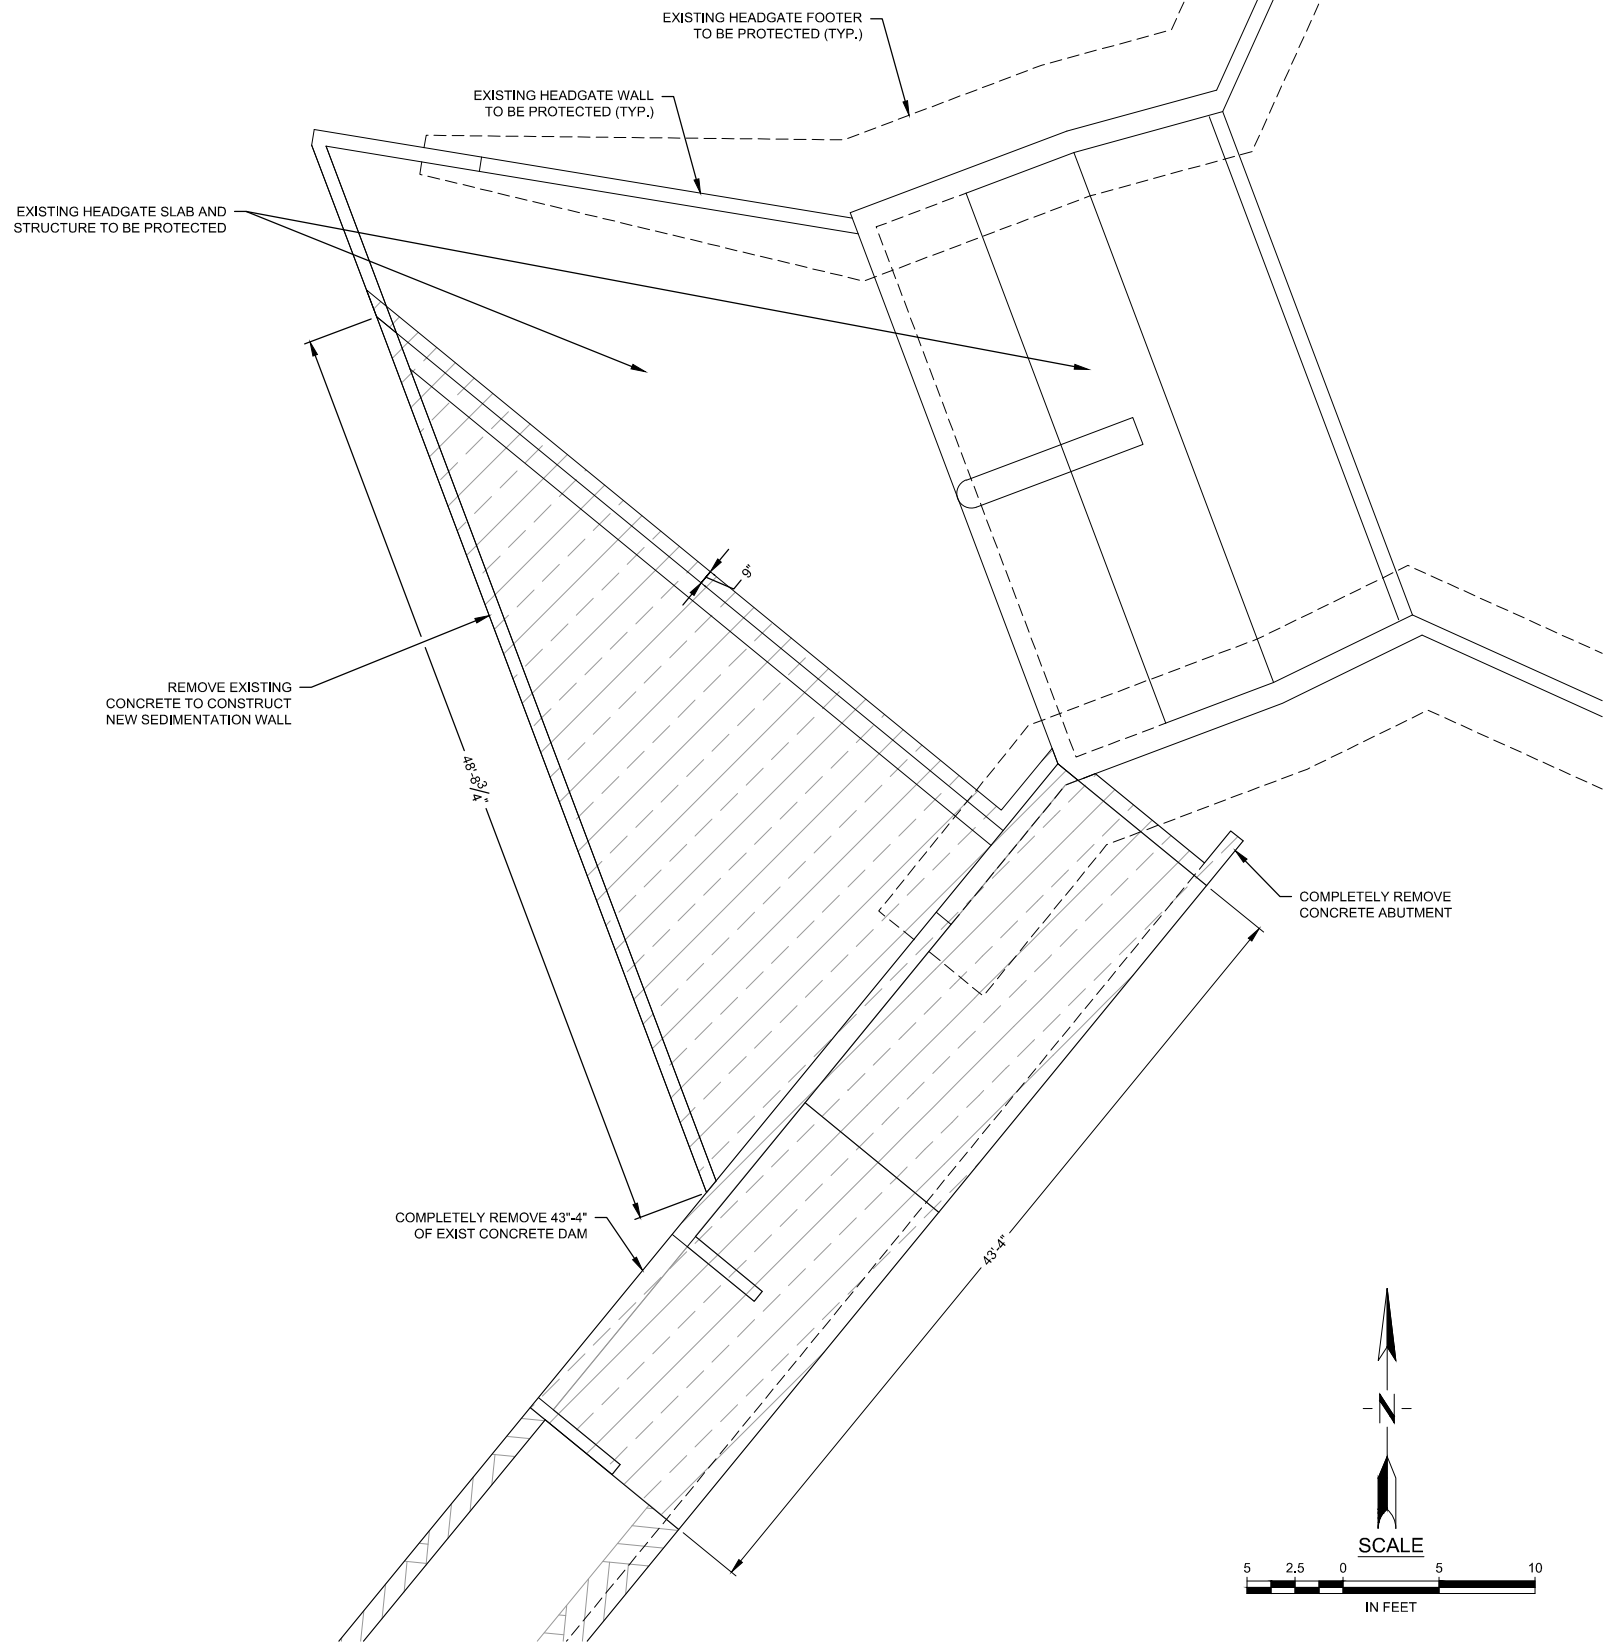 EXISTING HEADGATE FOOTER
TO BE PROTECTED (TYP.)
EXISTING HEADGATE WALL
TO BE PROTECTED (TYP.)
EXISTING HEADGATE SLAB AND
STRUCTURE TO BE PROTECTED
9"
REMOVE EXISTING
CONCRETE TO CONSTRUCT
NEW SEDIMENTATION WALL
48'-8 3/4"
COMPLETELY REMOVE
CONCRETE ABUTMENT
COMPLETELY REMOVE 43"-4"
OF EXIST CONCRETE DAM
43'-4"
N
SCALE
5 2.5 0 5 10
IN FEET